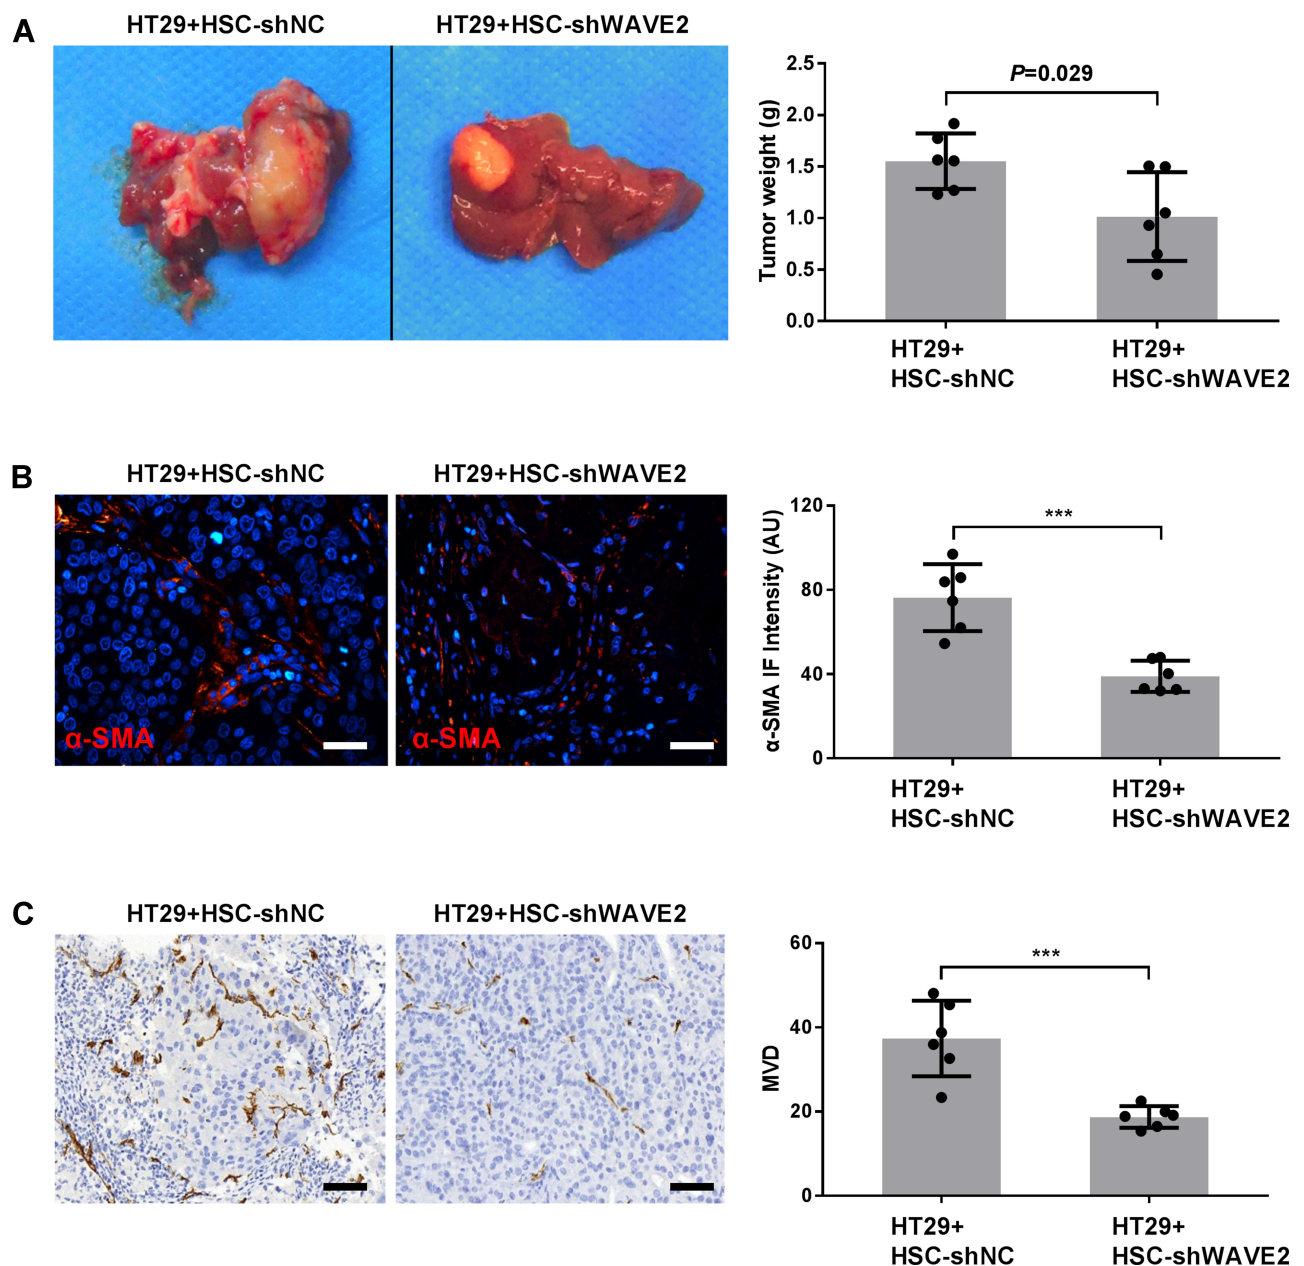 A
HT29+HSC-shNC
HT29+HSC-shWAVE2
Tumor weight (g)
2.5
2.0
1.5
1.0
0.5
0.0
P=0.029
HT29+
HSC-shNC
HT29+
HSC-shWAVE2
B
HT29+HSC-shNC
HT29+HSC-shWAVE2
α-SMA
α-SMA
α-SMA IF Intensity (AU)
120
80
40
0
***
HT29+
HSC-shNC
HT29+
HSC-shWAVE2
C
HT29+HSC-shNC
HT29+HSC-shWAVE2
MVD
60
40
20
0
***
HT29+
HSC-shNC
HT29+
HSC-shWAVE2